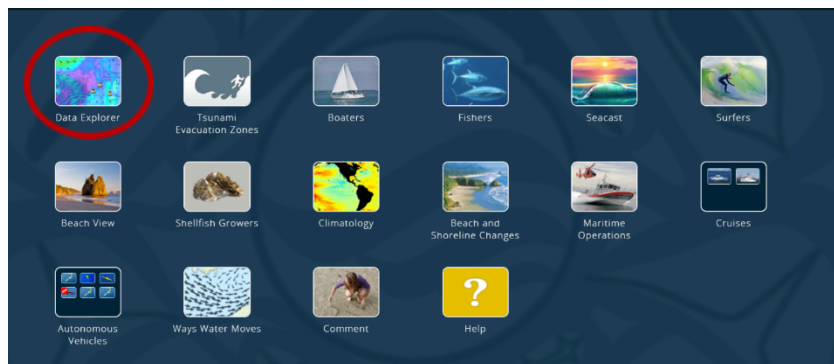 Data Explorer
Tsunami
Evacuation Zones
Boaters
Fishers
Seacast
Surfers
Beach View
Shellfish Growers
Climatology
Beach and
Shoreline Changes
Maritime
Operations
Cruises
Autonomous
Vehicles
Ways Water Moves
Comment
?
Help